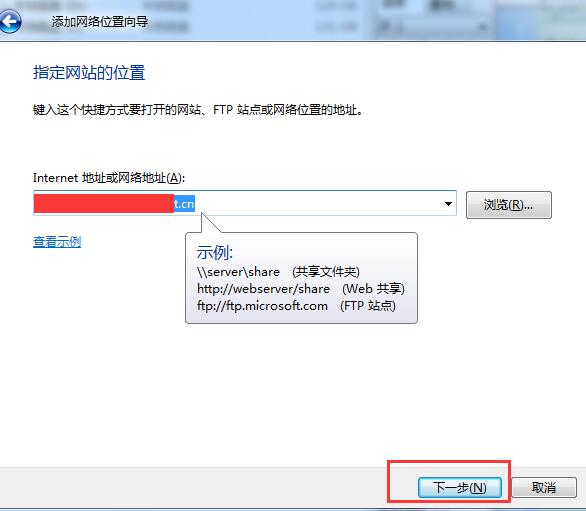 添加网络位置向导
指定网站的位置
键入这个快捷方式要打开的网站、FTP 站点或网络位置的地址。
Internet 地址或网络地址(A):
t.cn
浏览(R)...
查看示例
示例:
\\server\share (共享文件夹)
http://webserver/share (Web 共享)
ftp://ftp.microsoft.com (FTP 站点)
下一步(N)
取消